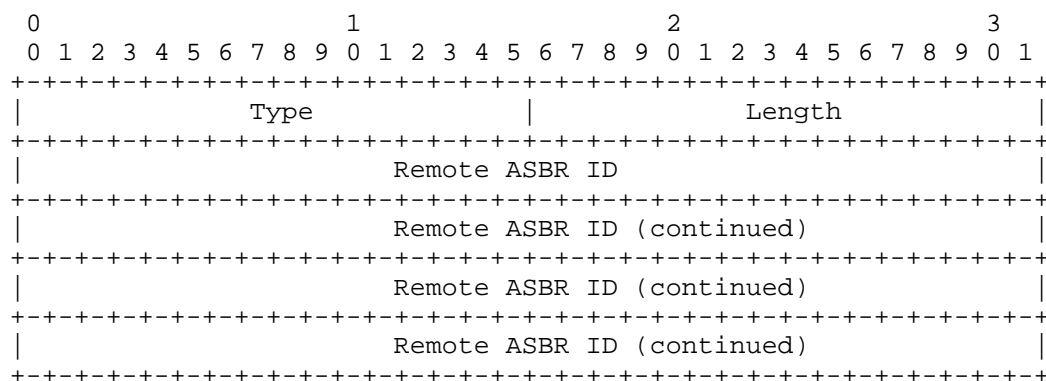 0                   1                   2                   3
 0 1 2 3 4 5 6 7 8 9 0 1 2 3 4 5 6 7 8 9 0 1 2 3 4 5 6 7 8 9 0 1
+-+-+-+-+-+-+-+-+-+-+-+-+-+-+-+-+-+-+-+-+-+-+-+-+-+-+-+-+-+-+-+-+
|              Type             |             Length            |
+-+-+-+-+-+-+-+-+-+-+-+-+-+-+-+-+-+-+-+-+-+-+-+-+-+-+-+-+-+-+-+-+
|                       Remote ASBR ID                          |
+-+-+-+-+-+-+-+-+-+-+-+-+-+-+-+-+-+-+-+-+-+-+-+-+-+-+-+-+-+-+-+-+
|                       Remote ASBR ID (continued)              |
+-+-+-+-+-+-+-+-+-+-+-+-+-+-+-+-+-+-+-+-+-+-+-+-+-+-+-+-+-+-+-+-+
|                       Remote ASBR ID (continued)              |
+-+-+-+-+-+-+-+-+-+-+-+-+-+-+-+-+-+-+-+-+-+-+-+-+-+-+-+-+-+-+-+-+
|                       Remote ASBR ID (continued)              |
+-+-+-+-+-+-+-+-+-+-+-+-+-+-+-+-+-+-+-+-+-+-+-+-+-+-+-+-+-+-+-+-+